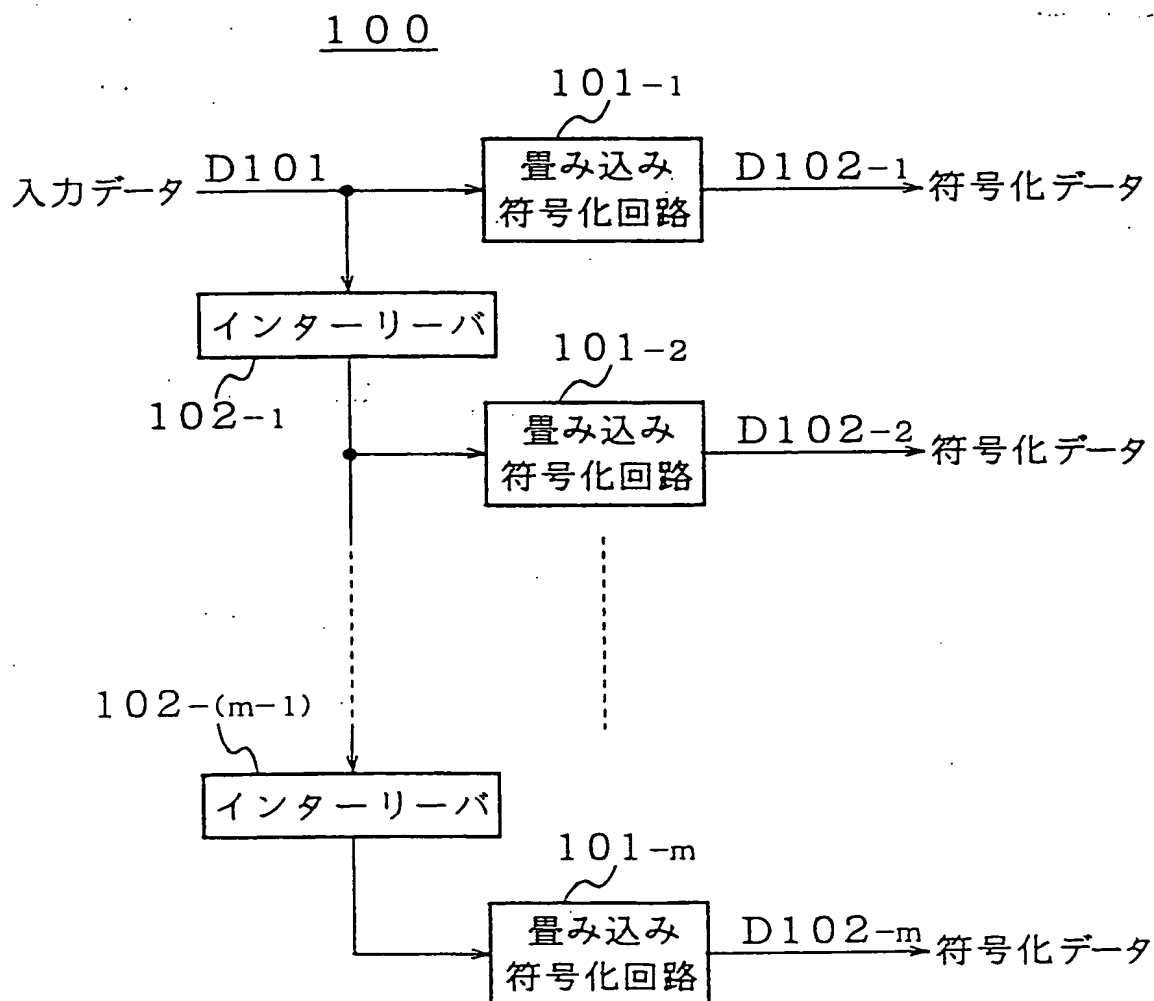 100
101-1
入力データ
D101
畳み込み
符号化回路
D102-1
符号化データ
インターリーバ
102-1
101-2
畳み込み
符号化回路
D102-2
符号化データ
102-(m-1)
インターリーバ
101-m
畳み込み
符号化回路
D102-m
符号化データ